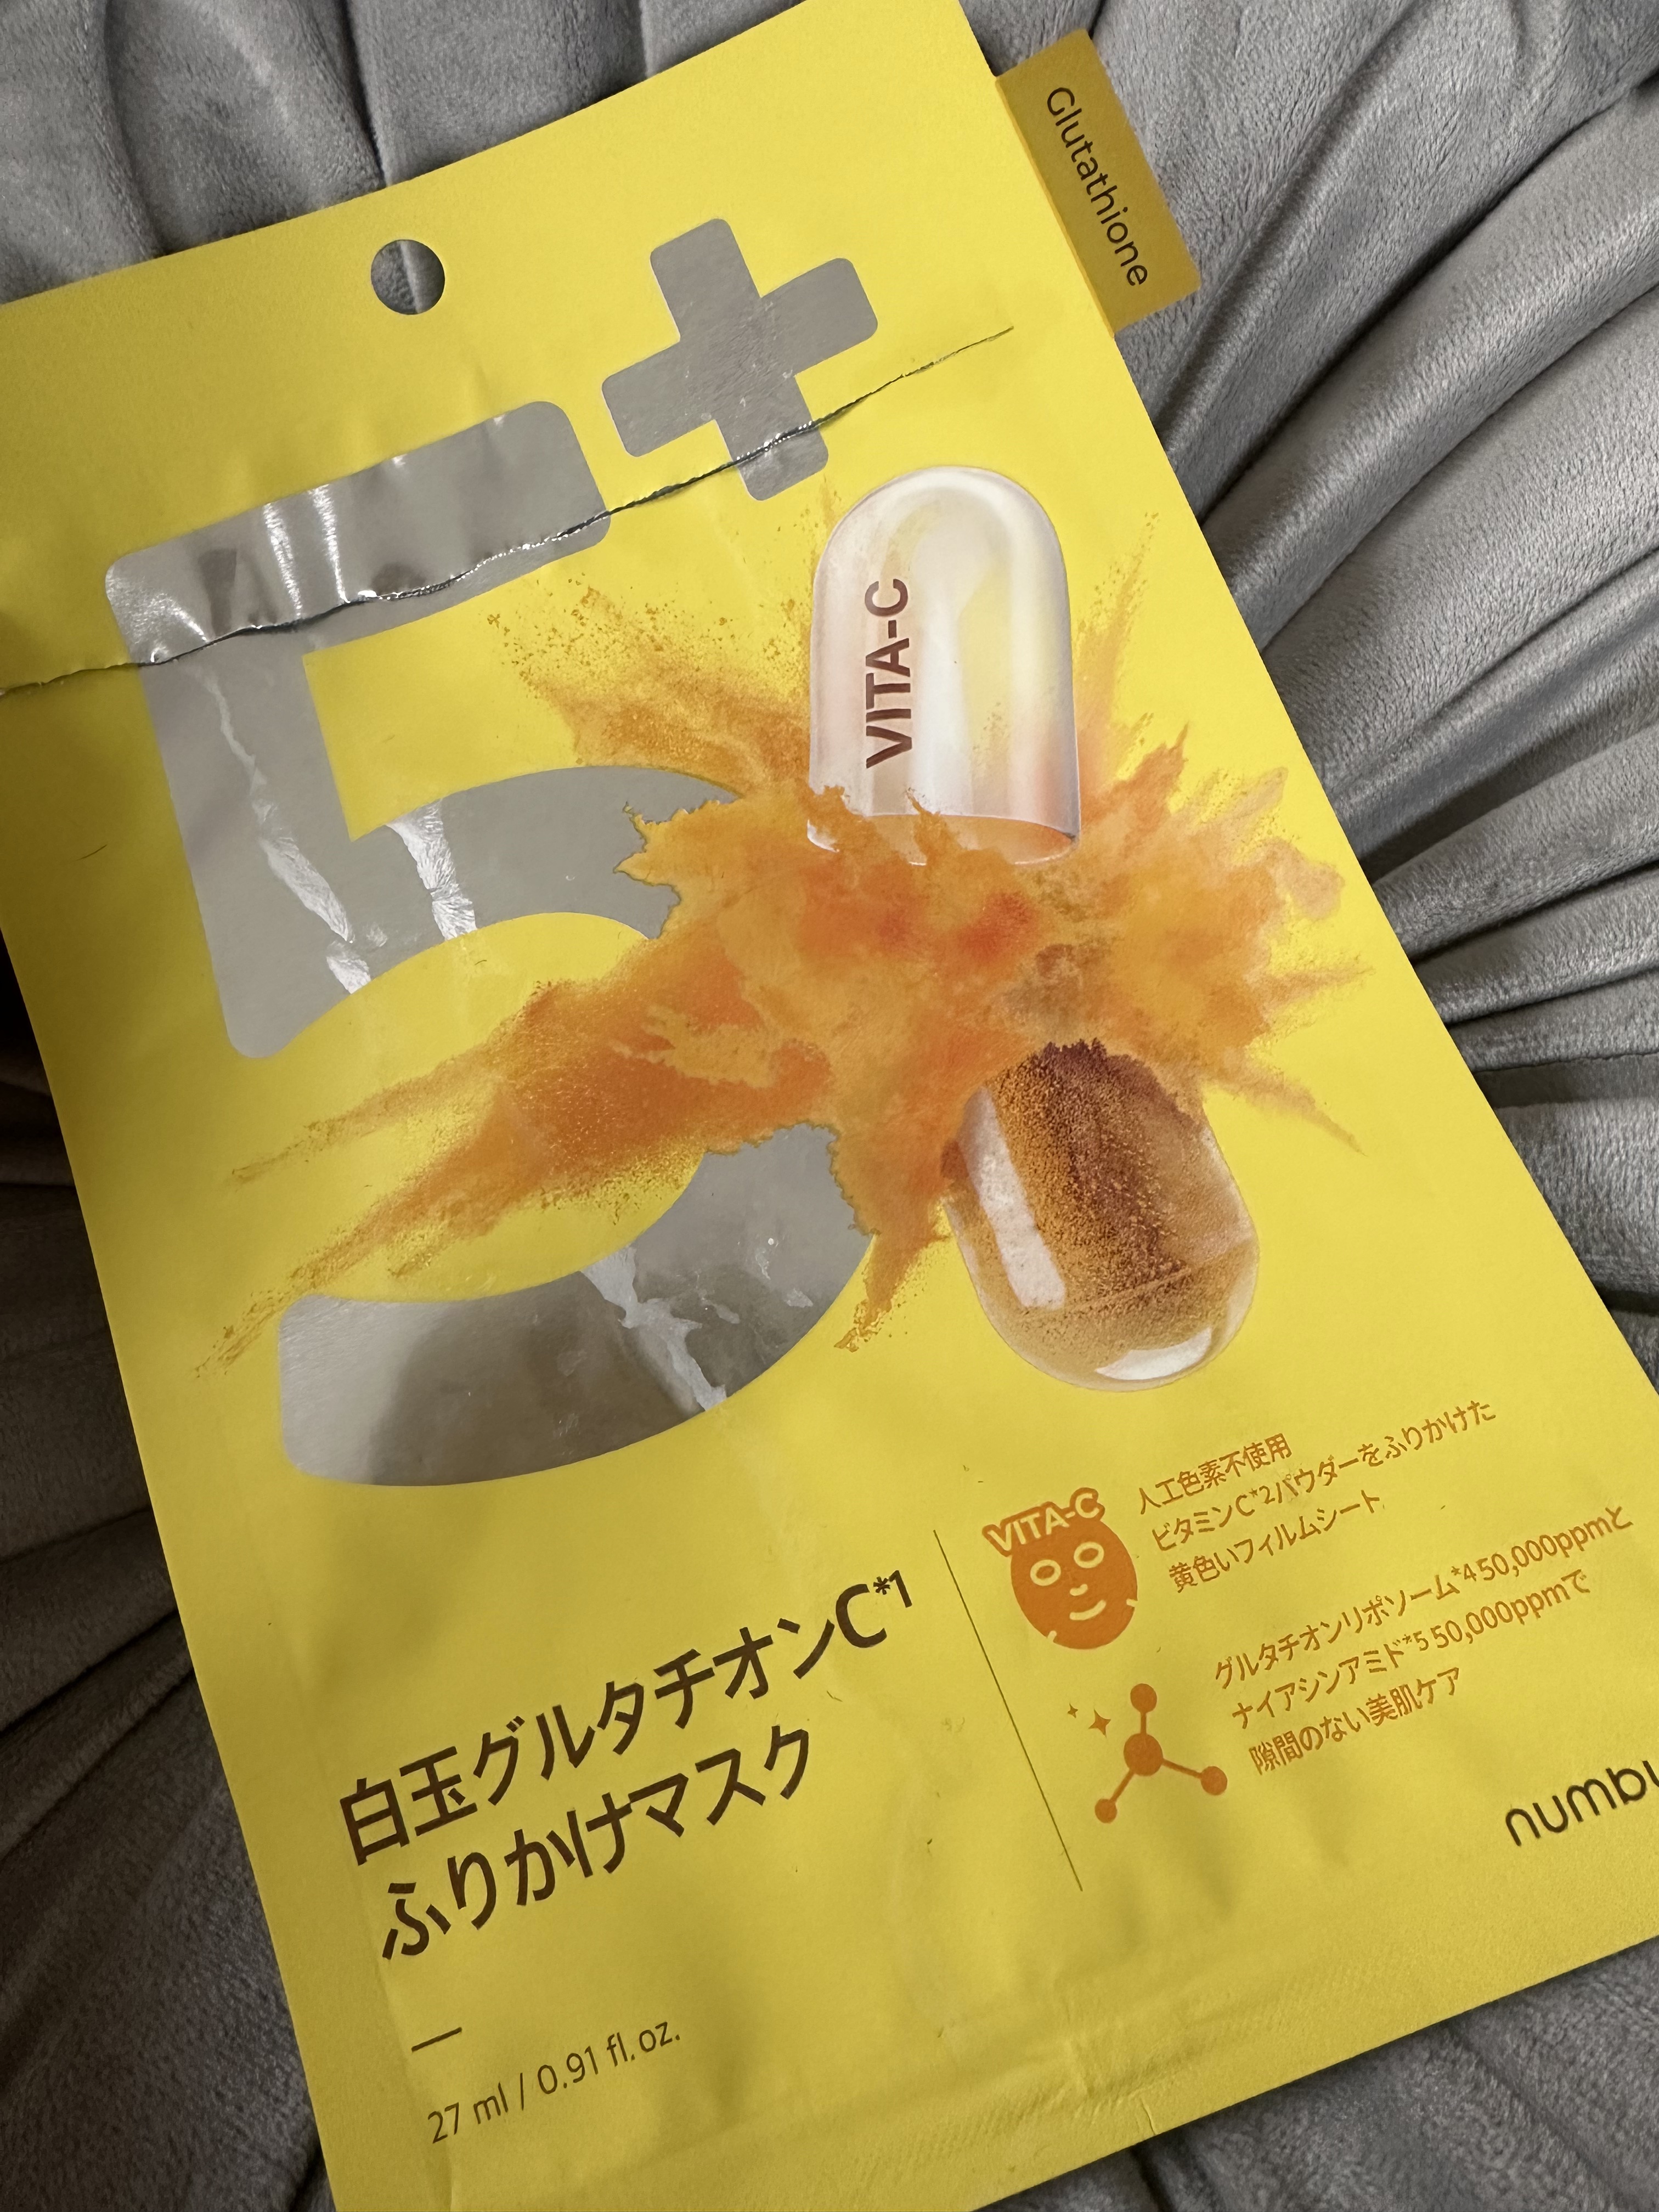 Glutathione
5+
VITA-C
VITA-C
人工色素不使用
ビタミンC*2パウダーをふりかけた
黄色いフィルムシート
グルタチオンリポソーム*450,000ppmと
ナイアシンアミド*550,000ppmで
隙間のない美肌ケア
白玉グルタチオンC*1
ふりかけマスク
27 ml / 0.91 fl. oz.